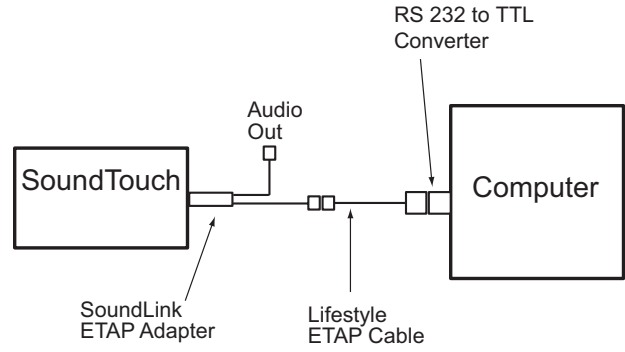 RS 232 to TTL
Converter
Audio
Out
SoundTouch
Computer
SoundLink
ETAP Adapter
Lifestyle
ETAP Cable